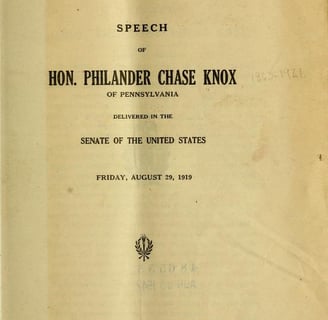 SPEECH
OF
HON. PHILANDER CHASE KNOX
OF PENNSYLVANIA
DELIVERED IN THE
SENATE OF THE UNITED STATES
FRIDAY, AUGUST 29, 1919